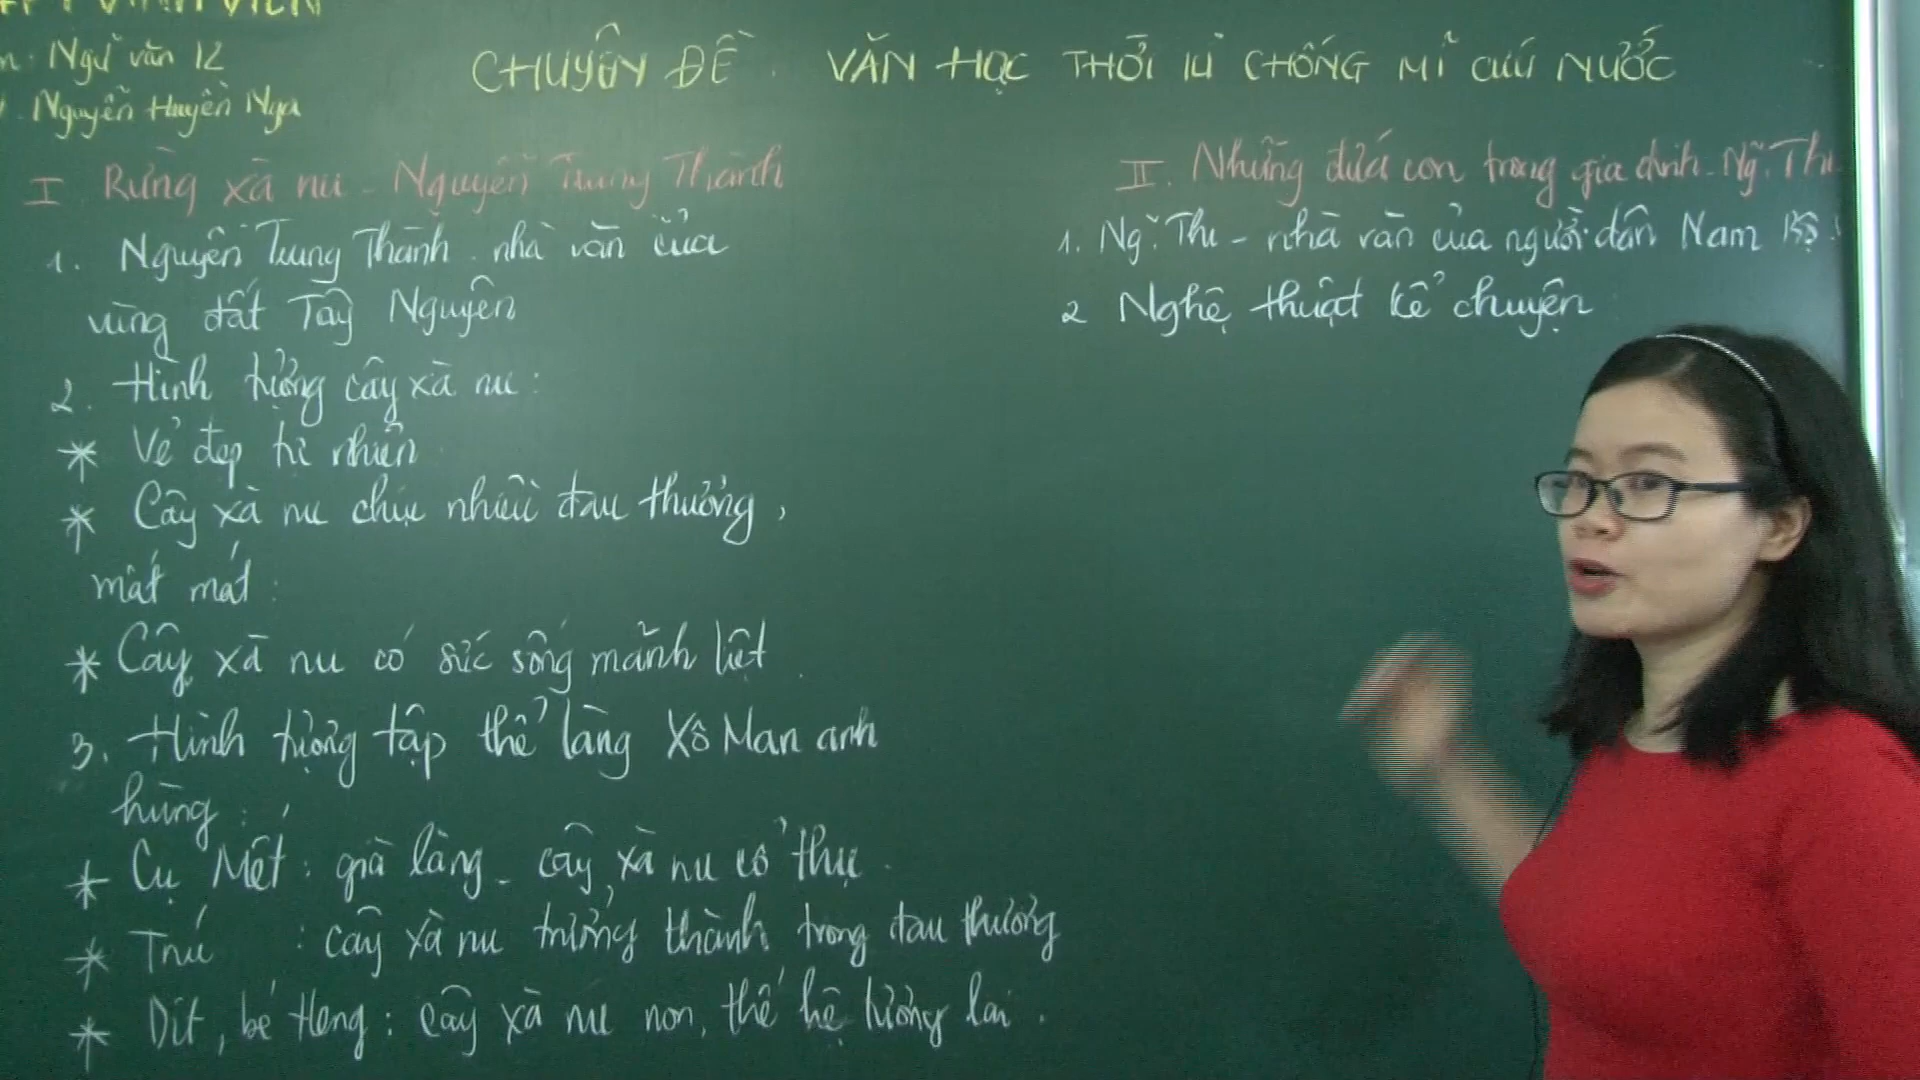 Ngữ văn 12
Nguyễn Huyền Nga
CHUYÊN ĐỀ : VĂN HỌC THỜI KÌ CHỐNG MĨ CỨU NƯỚC
I Rừng xà nu - Nguyễn Trung Thành
1. Nguyễn Trung Thành - nhà văn của
vùng đất Tây Nguyên
2. Hình tượng cây xà nu :
* Vẻ đẹp tự nhiên
* Cây xà nu chịu nhiều đau thương,
mất mát :
* Cây xà nu có sức sống mãnh liệt
3. Hình tượng tập thể làng Xô Man anh
hùng :
* Cụ Mết : già làng - cây xà nu cổ thụ.
* Tnú : cây xà nu trưởng thành trong đau thương
* Dít, bé Heng : cây xà nu non, thế hệ tương lai.
II. Những đứa con trong gia đình - Ng~. Thi
1. Ng~. Thi - nhà văn của người dân Nam Bộ
2 Nghệ thuật kể chuyện